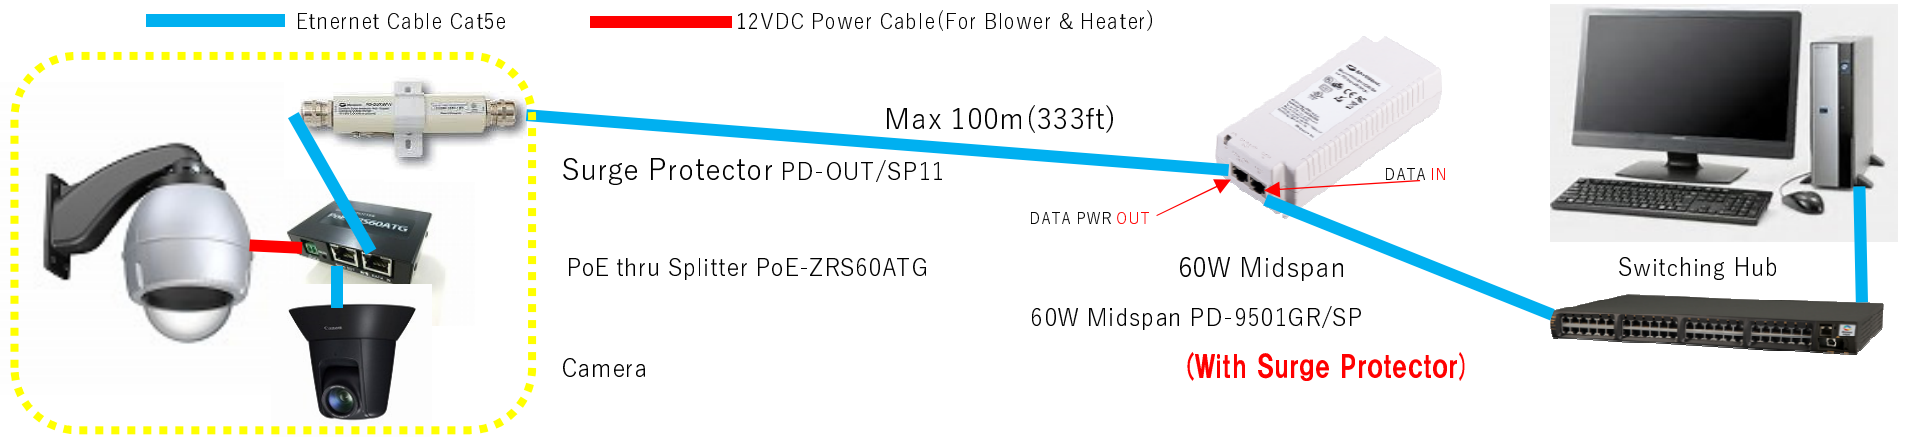 Etnernet Cable Cat5e
12VDC Power Cable(For Blower & Heater)
Max 100m(333ft)
Surge Protector PD-OUT/SP11
DATA IN
DATA PWR OUT
PoE thru Splitter PoE-ZRS60ATG
60W Midspan
Switching Hub
60W Midspan PD-9501GR/SP
Camera
(With Surge Protector)
Canon